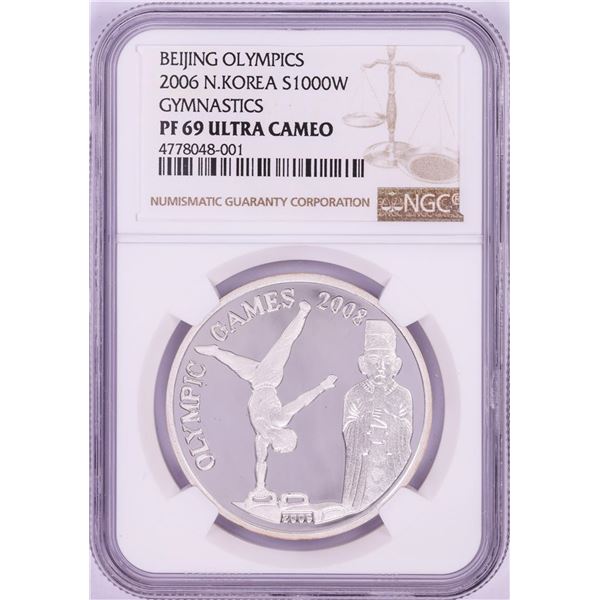 BEIJING OLYMPICS
2006 N.KOREA S1000W
GYMNASTICS
PF 69 ULTRA CAMEO
4778048-001
NUMISMATIC GUARANTY CORPORATION
NGC
OLYMPIC GAMES 2008
2006